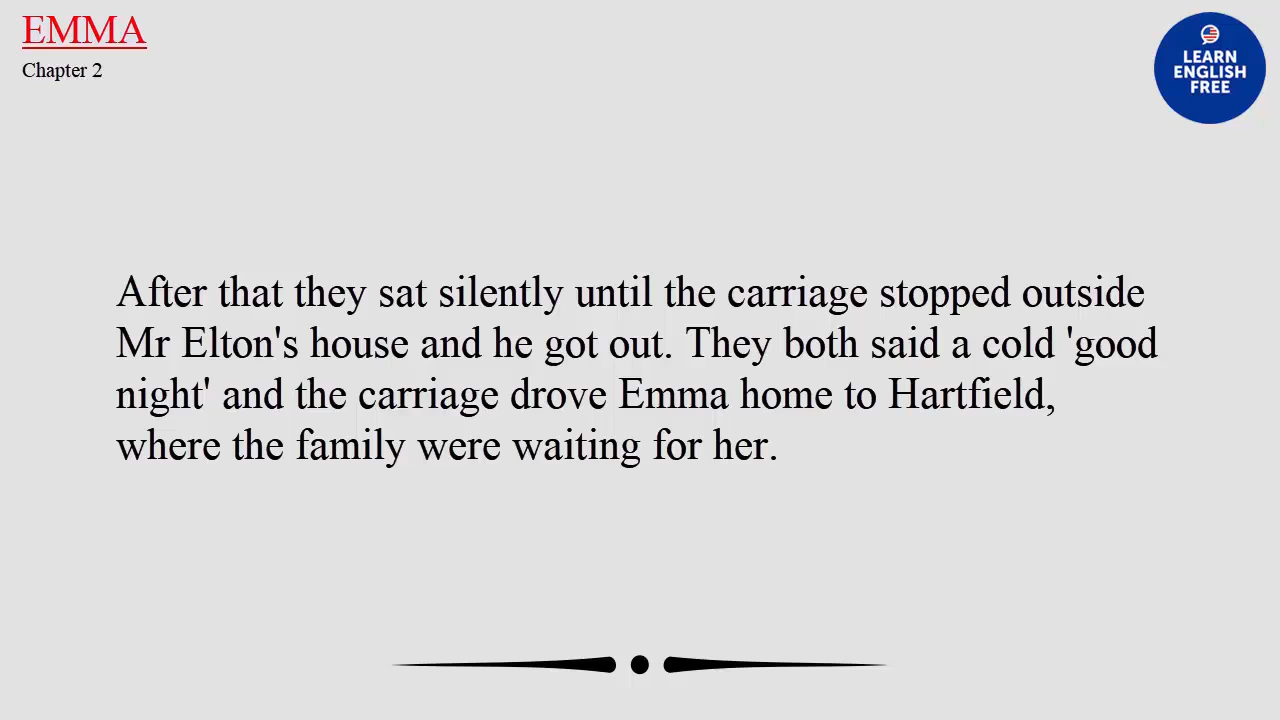 EMMA
Chapter 2
LEARN
ENGLISH
FREE
After that they sat silently until the carriage stopped outside
Mr Elton's house and he got out. They both said a cold 'good
night' and the carriage drove Emma home to Hartfield,
where the family were waiting for her.